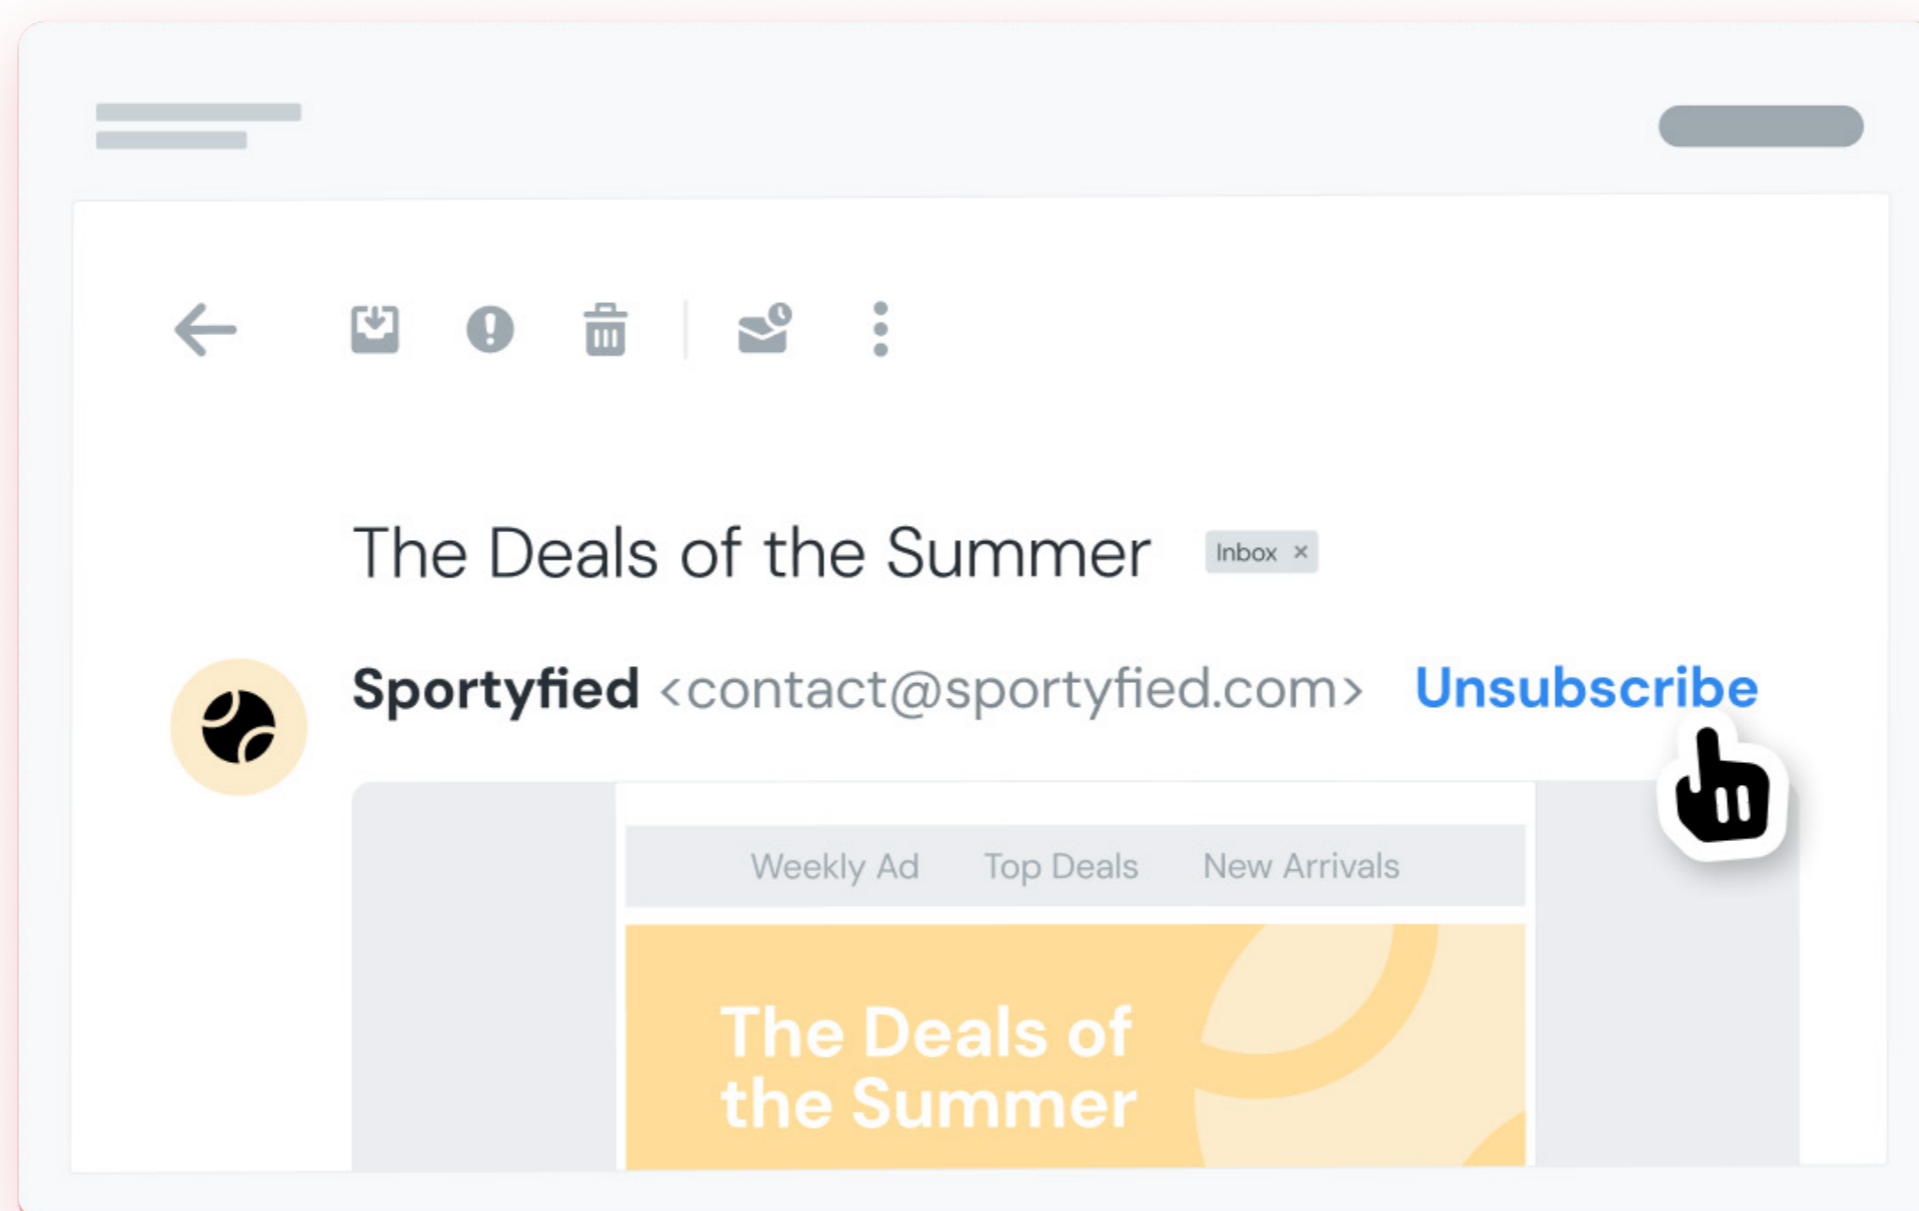 The Deals of the Summer Inbox ×
Sportyfied <contact@sportyfied.com> Unsubscribe
Weekly Ad Top Deals New Arrivals
The Deals of
the Summer